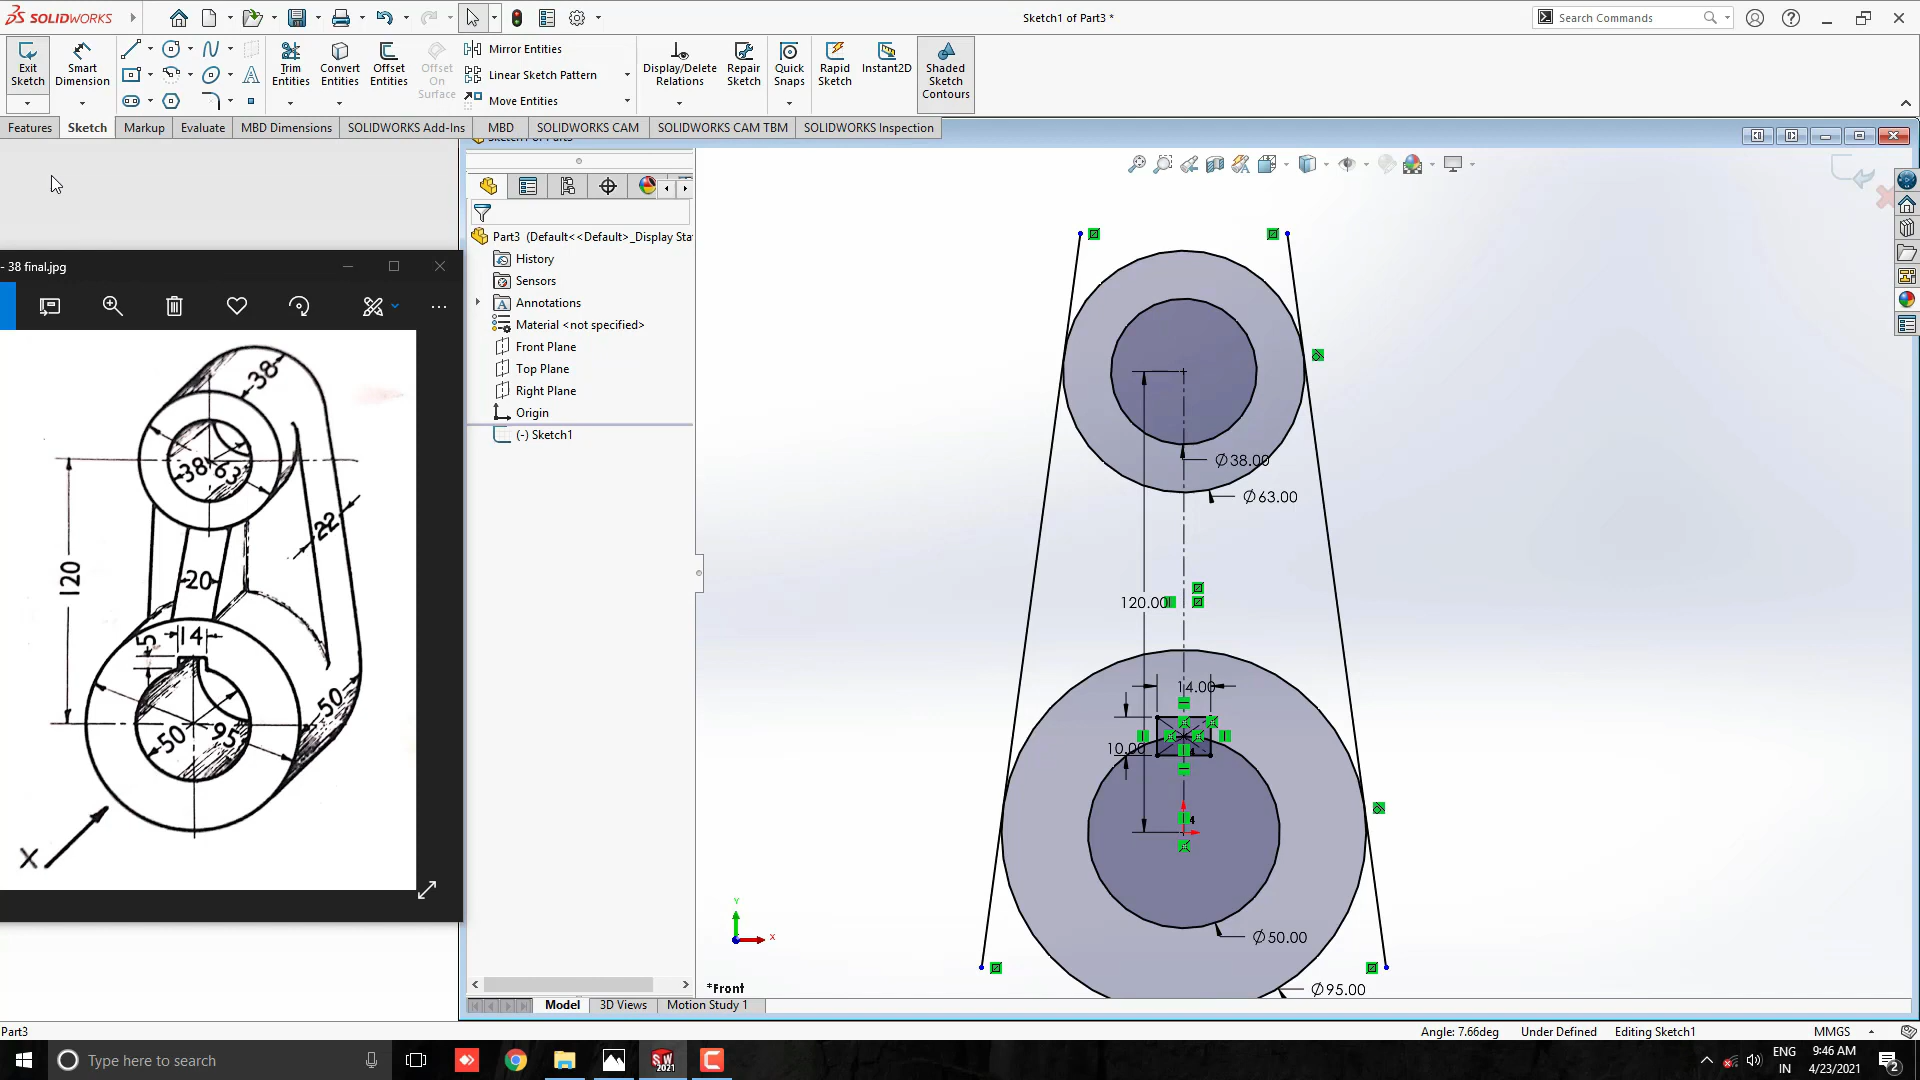 SOLIDWORKS
Sketch1 of Part3 *
Search Commands
Exit Sketch
Smart Dimension
Trim Entities
Convert Entities
Offset Entities
Offset On Surface
Mirror Entities
Linear Sketch Pattern
Move Entities
Display/Delete Relations
Repair Sketch
Quick Snaps
Rapid Sketch
Instant2D
Shaded Sketch Contours
Features
Sketch
Markup
Evaluate
MBD Dimensions
SOLIDWORKS Add-Ins
MBD
SOLIDWORKS CAM
SOLIDWORKS CAM TBM
SOLIDWORKS Inspection
- 38 final.jpg
38
38
63
22
120
20
5
14
50
50
95
X
Part3 (Default<<Default>_Display Sta
History
Sensors
Annotations
Material <not specified>
Front Plane
Top Plane
Right Plane
Origin
(-) Sketch1
Ø38.00
Ø63.00
120.00
14.00
10.00
Ø50.00
Ø95.00
Y
X
*Front
Model
3D Views
Motion Study 1
Part3
Angle: 7.66deg
Under Defined
Editing Sketch1
MMGS
Type here to search
SW
2021
ENG
IN
9:46 AM
4/23/2021
2